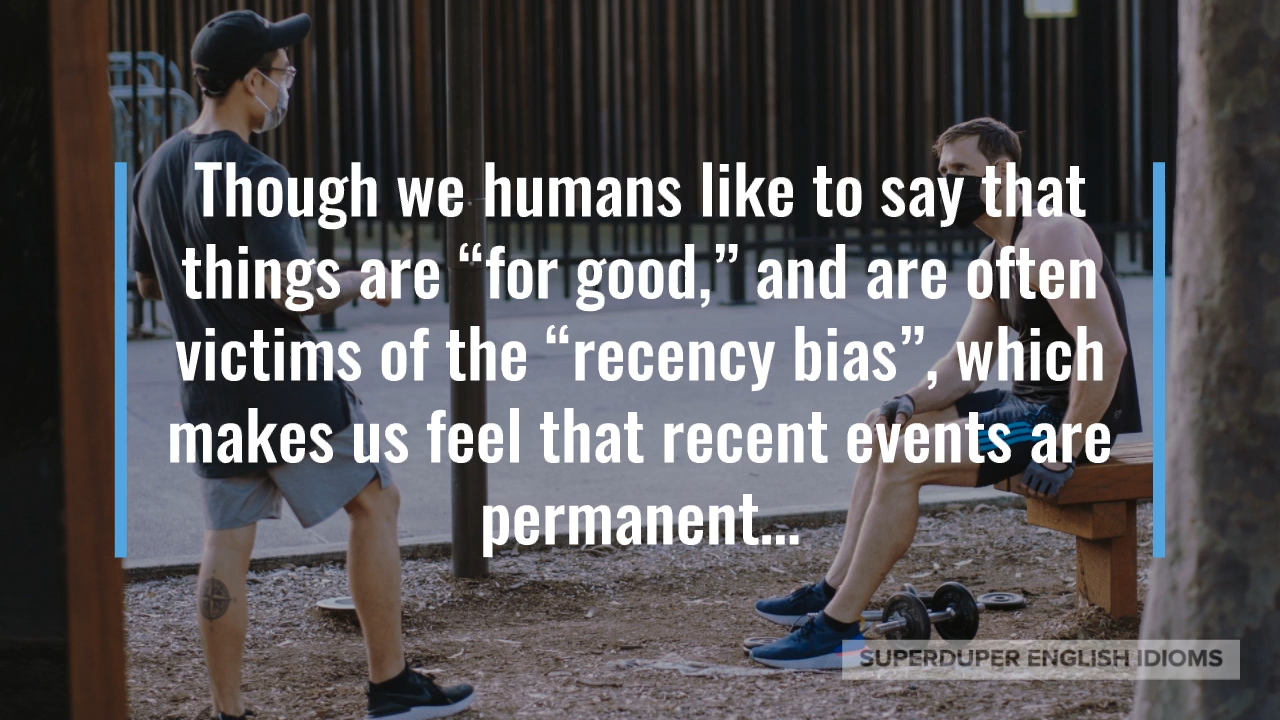 Though we humans like to say that
things are “for good,” and are often
victims of the “recency bias”, which
makes us feel that recent events are
permanent...
SUPERDUPER ENGLISH IDIOMS